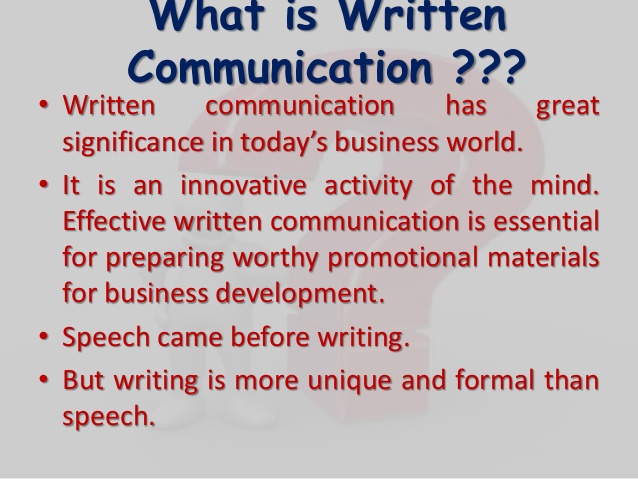 What is Written
Communication ???
• Written communication has great
significance in today’s business world.
• It is an innovative activity of the mind.
Effective written communication is essential
for preparing worthy promotional materials
for business development.
• Speech came before writing.
• But writing is more unique and formal than
speech.